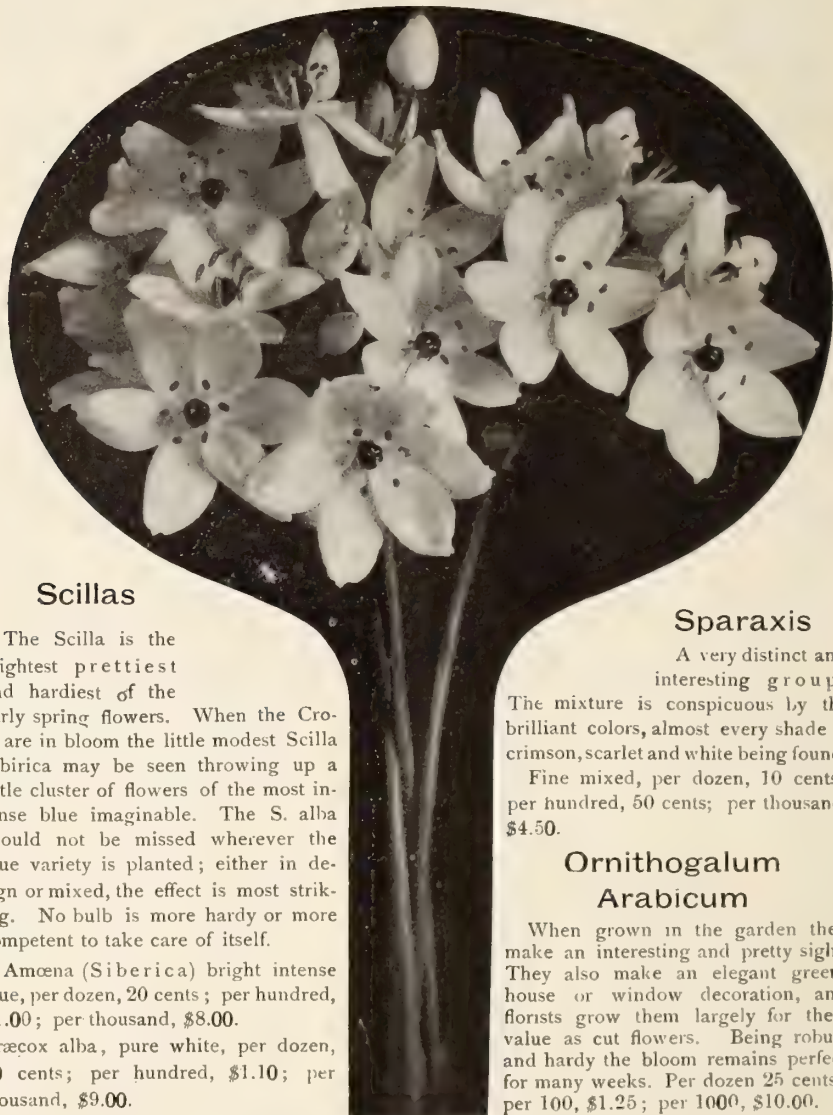 Scillas
The Scilla is the
ightest prettiest
d hardiest of the
rly spring flowers. When the Cro-
are in bloom the little modest Scilla
birica may be seen throwing up a
tle cluster of flowers of the most in-
nse blue imaginable. The S. alba
ould not be missed wherever the
ue variety is planted; either in de-
gn or mixed, the effect is most strik-
g. No bulb is more hardy or more
mpetent to take care of itself.
Amœna (Siberica) bright intense
ue, per dozen, 20 cents; per hundred,
.00; per thousand, $8.00.
ræcox alba, pure white, per dozen,
cents; per hundred, $1.10; per
ousand, $9.00.
Sparaxis
A very distinct an
interesting group
The mixture is conspicuous by th
brilliant colors, almost every shade
crimson, scarlet and white being foun
Fine mixed, per dozen, 10 cents
per hundred, 50 cents; per thousan
$4.50.
Ornithogalum
Arabicum
When grown in the garden the
make an interesting and pretty sigh
They also make an elegant green
house or window decoration, an
florists grow them largely for the
value as cut flowers. Being robu
and hardy the bloom remains perfe
for many weeks. Per dozen 25 cents
per 100, $1.25; per 1000, $10.00.